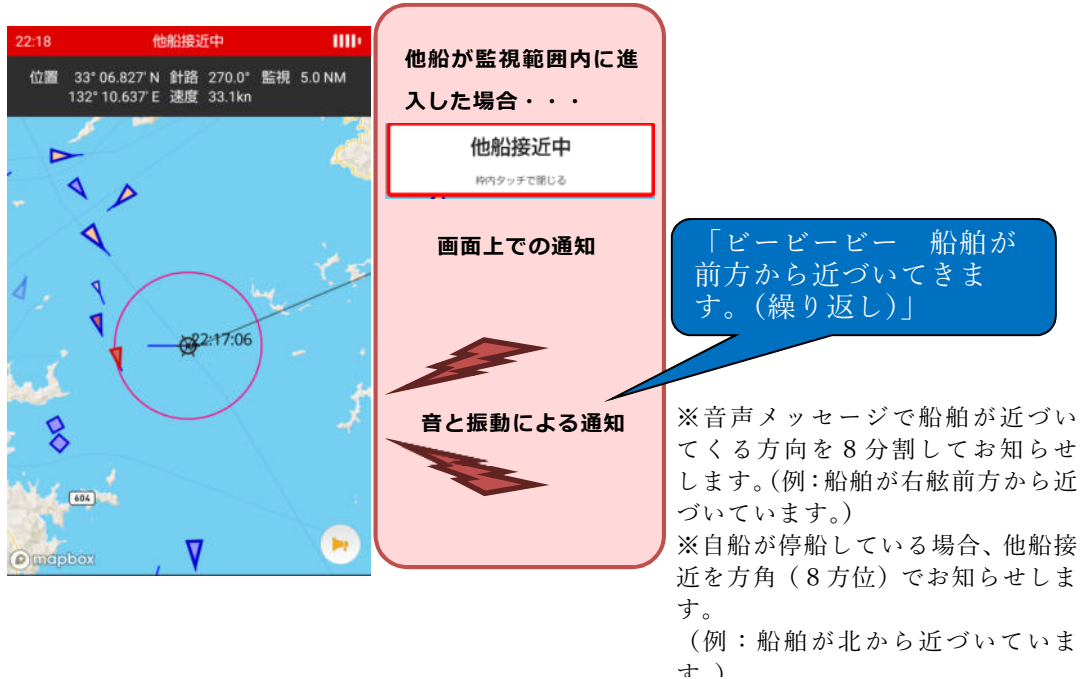 22:18 他船接近中
位置 33° 06.827' N 針路 270.0° 監視 5.0 NM
132° 10.637' E 速度 33.1kn
22:17:06
604
mapbox
他船が監視範囲内に進
入した場合・・・
他船接近中
枠内タッチで閉じる
画面上での通知
音と振動による通知
「ビービービー　船舶が
前方から近づいてきま
す。(繰り返し)」
※音声メッセージで船舶が近づい
てくる方向を８分割してお知らせ
します。(例：船舶が右舷前方から近
づいています。)
※自船が停船している場合、他船接
近を方角（８方位）でお知らせしま
す。
（例：船舶が北から近づいていま
す。）